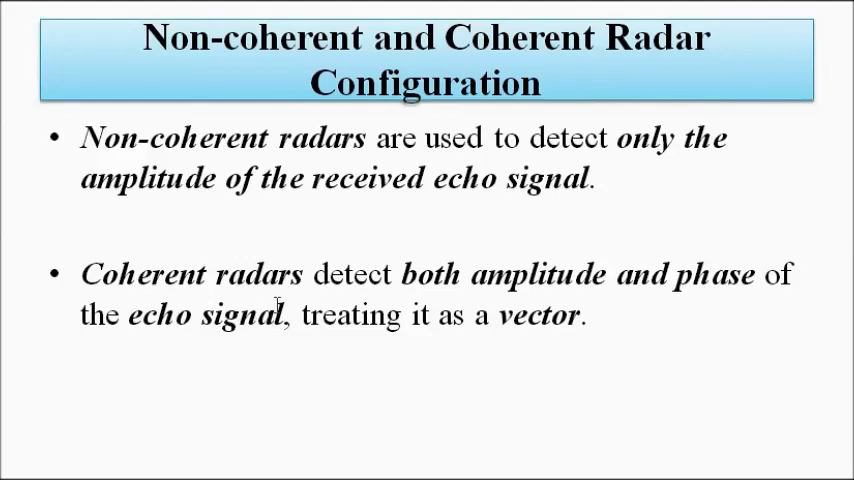 Non-coherent and Coherent Radar
Configuration
• Non-coherent radars are used to detect only the
amplitude of the received echo signal.
• Coherent radars detect both amplitude and phase of
the echo signal, treating it as a vector.